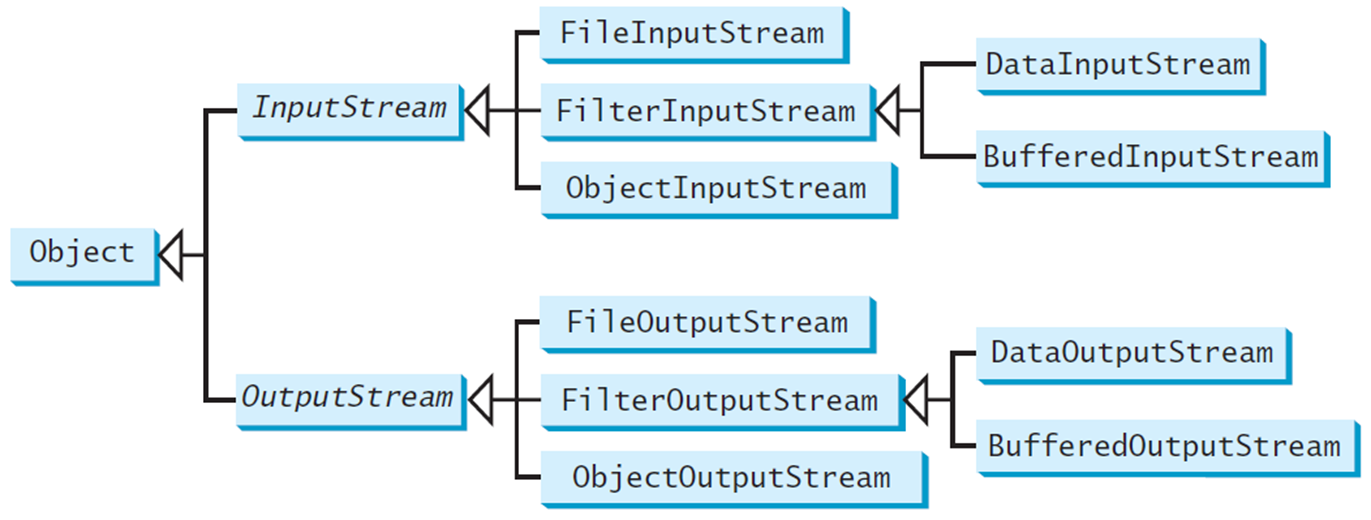 Object
InputStream
FileInputStream
FilterInputStream
ObjectInputStream
DataInputStream
BufferedInputStream
OutputStream
FileOutputStream
FilterOutputStream
ObjectOutputStream
DataOutputStream
BufferedOutputStream